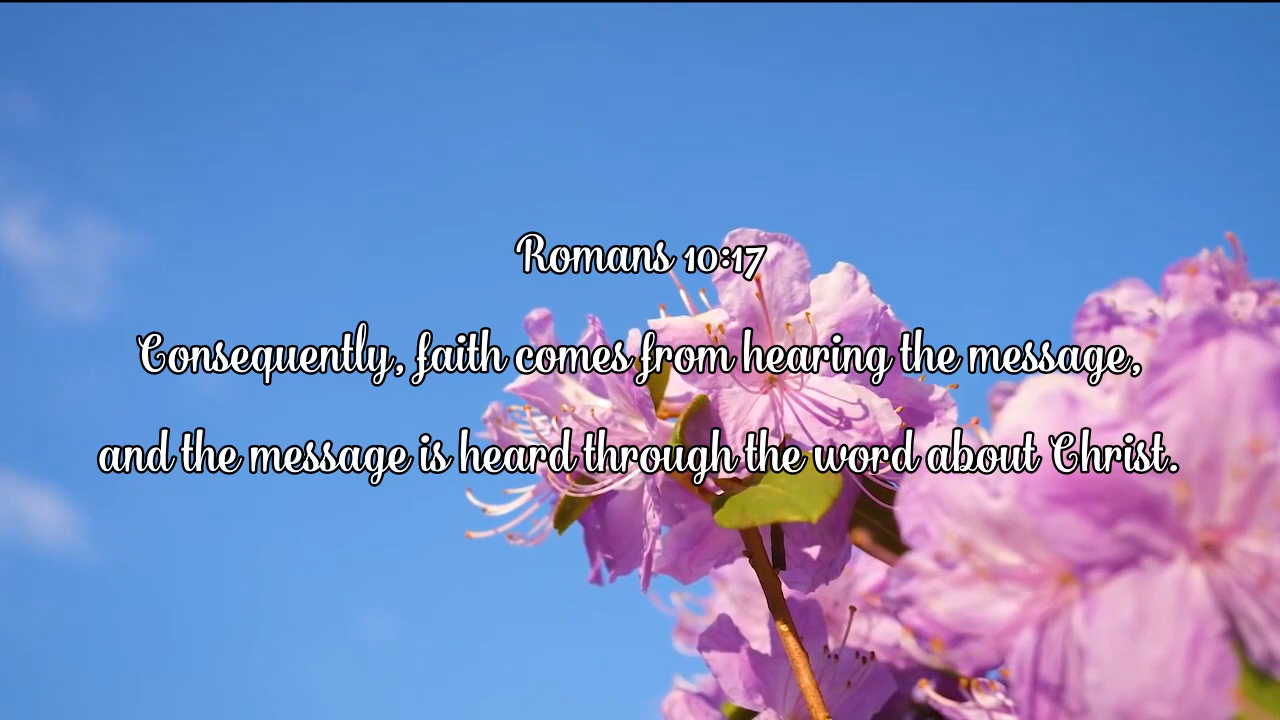 Romans 10:17
Consequently, faith comes from hearing the message,
and the message is heard through the word about Christ.